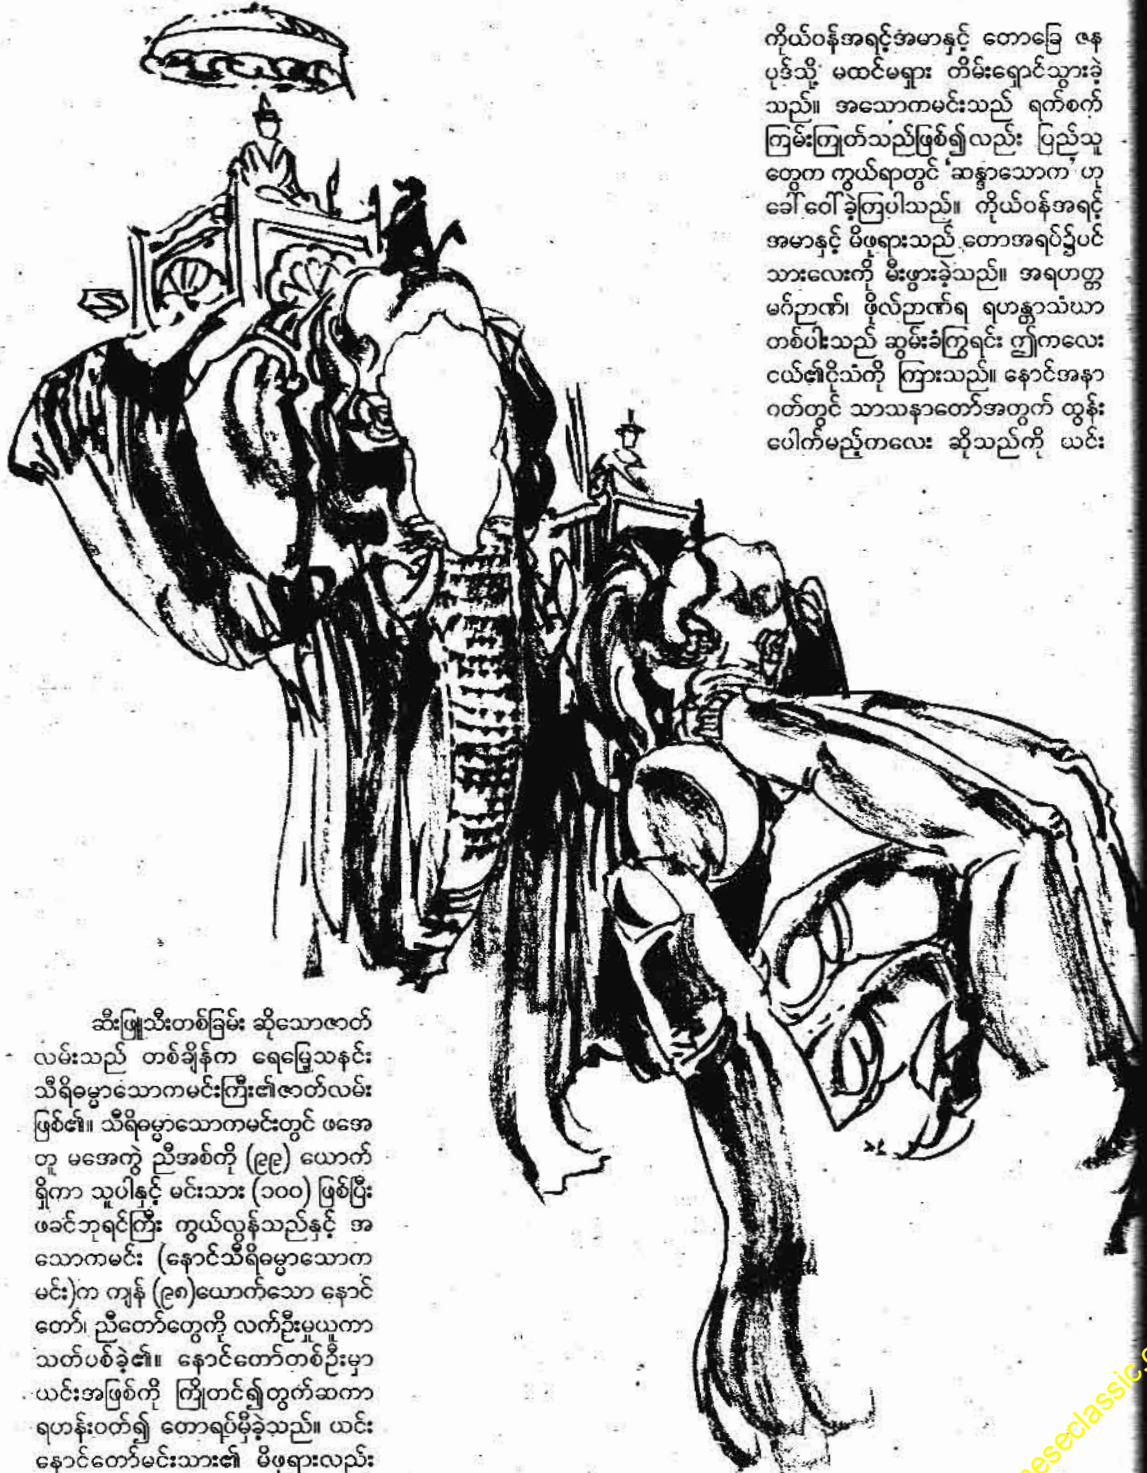 ဆီးဖြူသီးတစ်ခြမ်း ဆိုသောဇာတ်
လမ်းသည် တစ်ချိန်က ရေမြေ့သနင်း
သီရိဓမ္မာသောကမင်းကြီး၏ဇာတ်လမ်း
ဖြစ်၏။ သီရိဓမ္မာသောကမင်းတွင် ဖအေ
တူ မအေကွဲ ညီအစ်ကို (၉၉) ယောက်
ရှိကာ သူပါနှင့် မင်းသား (၁၀၀) ဖြစ်ပြီး
ဖခင်ဘုရင်ကြီး ကွယ်လွန်သည်နှင့် အ
သောကမင်း (နောင်သီရိဓမ္မာသောက
မင်း)က ကျန် (၉၈)ယောက်သော နောင်
တော်၊ ညီတော်တွေကို လက်ဦးမှုယူကာ
သတ်ပစ်ခဲ့၏။ နောင်တော်တစ်ဦးမှာ
ယင်းအဖြစ်ကို ကြိုတင်၍တွက်ဆကာ
ရဟန်းဝတ်၍ တောရပ်မှီခဲ့သည်။ ယင်း
နောင်တော်မင်းသား၏ မိဖုရားလည်း
ကိုယ်ဝန်အရင့်အမာနှင့် တောခြေ ဇန
ပုဒ်သို့ မထင်မရှား တိမ်းရှောင်သွားခဲ့
သည်။ အသောကမင်းသည် ရက်စက်
ကြမ်းကြုတ်သည်ဖြစ်၍လည်း ပြည်သူ
တွေက ကွယ်ရာတွင် ‘ဆန္ဒာသောက’ ဟု
ခေါ်ဝေါ်ခဲ့ကြပါသည်။ ကိုယ်ဝန်အရင့်
အမာနှင့် မိဖုရားသည် တောအရပ်၌ပင်
သားလေးကို မီးဖွားခဲ့သည်။ အရဟတ္တ
မဂ်ဉာဏ်၊ ဖိုလ်ဉာဏ်ရ ရဟန္တာသံဃာ
တစ်ပါးသည် ဆွမ်းခံကြွရင်း ဤကလေး
ငယ်၏ငိုသံကို ကြားသည်။ နောင်အနာ
ဂတ်တွင် သာသနာတော်အတွက် ထွန်း
ပေါက်မည့်ကလေး ဆိုသည်ကို ယင်း